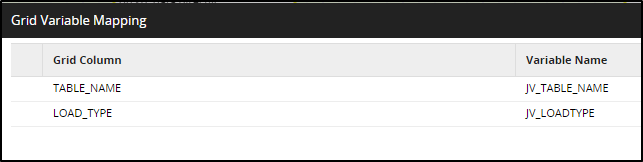 Grid Variable Mapping
Grid Column Variable Name
TABLE_NAME JV_TABLE_NAME
LOAD_TYPE JV_LOADTYPE